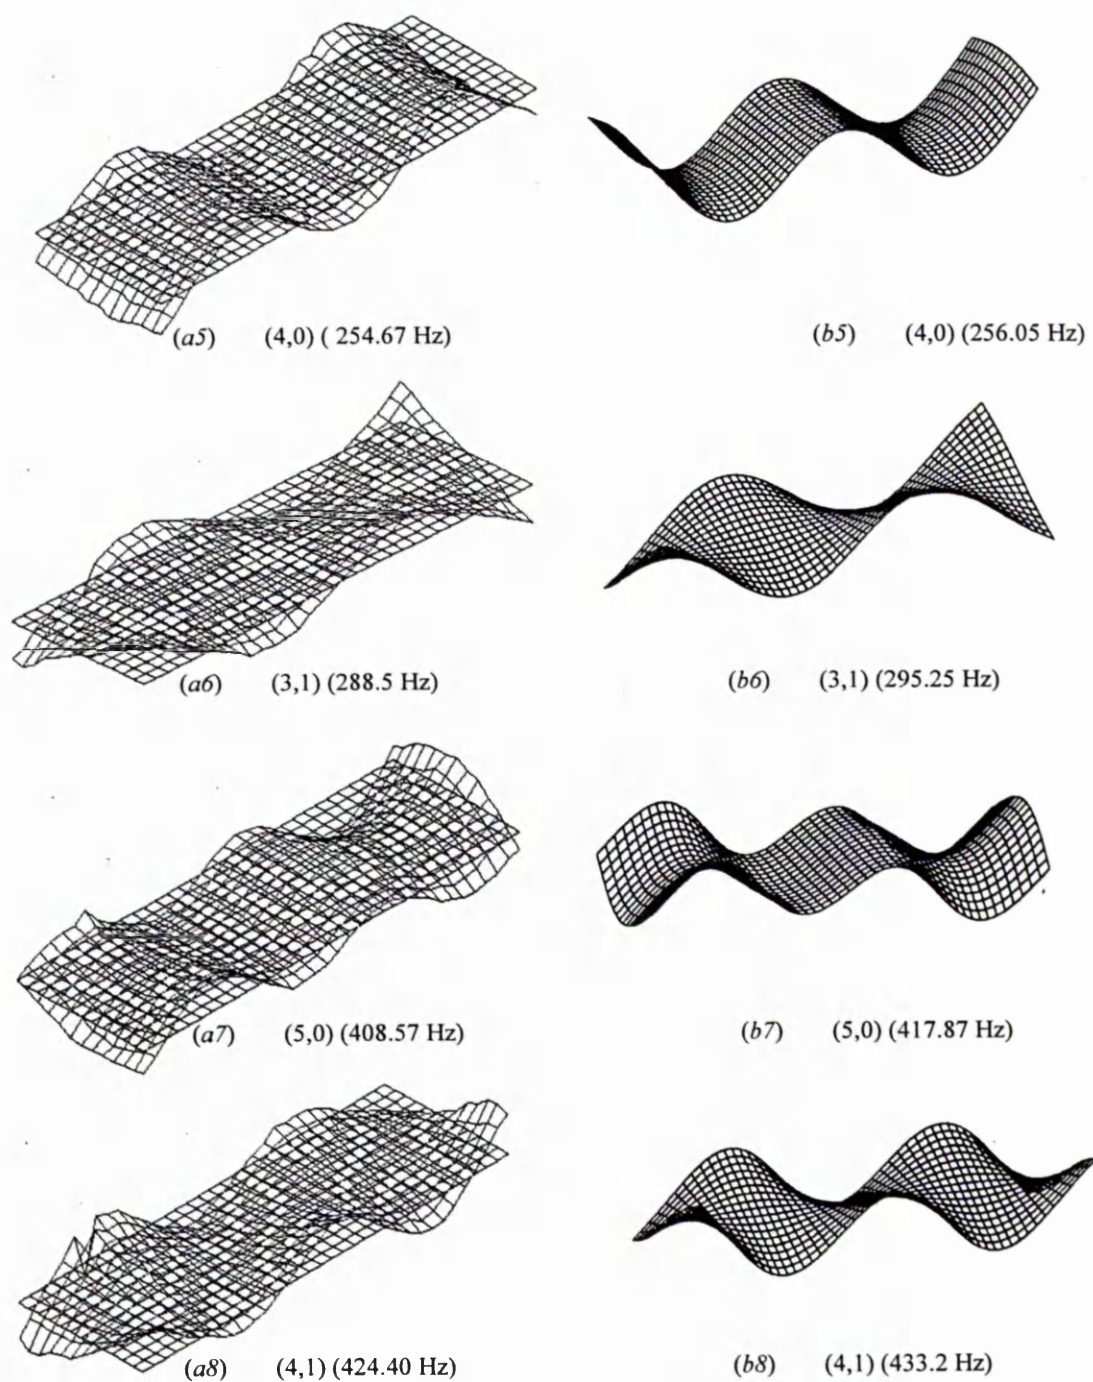 (a5) (4,0) ( 254.67 Hz)
(b5) (4,0) (256.05 Hz)
(a6) (3,1) (288.5 Hz)
(b6) (3,1) (295.25 Hz)
(a7) (5,0) (408.57 Hz)
(b7) (5,0) (417.87 Hz)
(a8) (4,1) (424.40 Hz)
(b8) (4,1) (433.2 Hz)